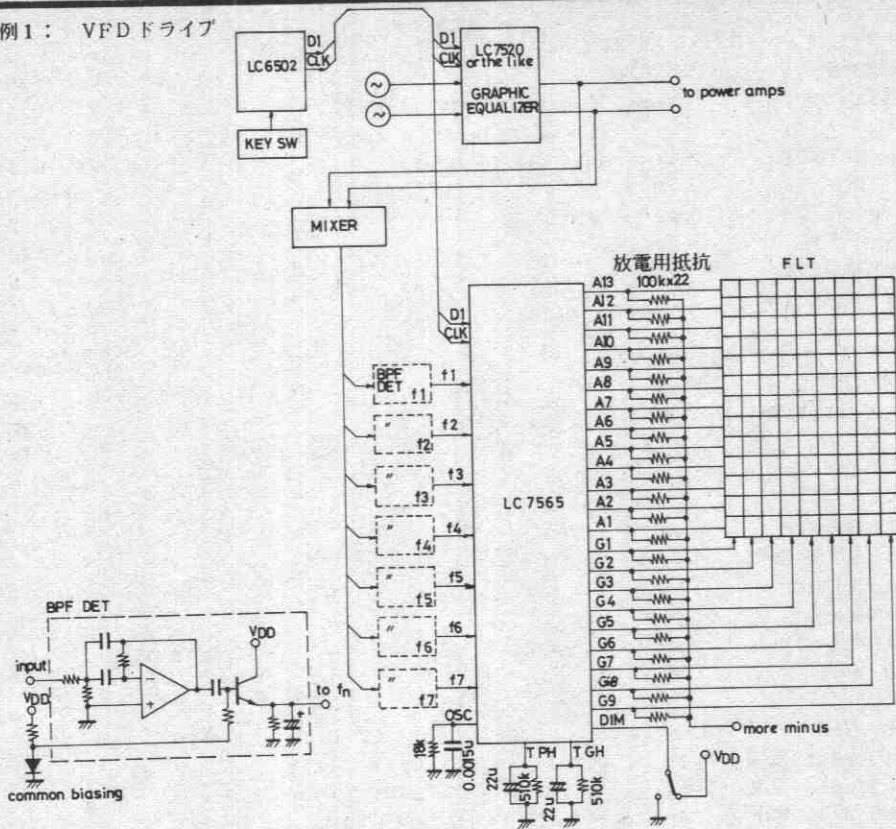 例1： VFDドライブ
LC6502
D1
CLK
KEY SW
D1
CLK
LC7520
or the like
GRAPHIC
EQUALIZER
to power amps
MIXER
放電用抵抗
100k×22
FLT
D1
CLK
LC7565
A13
A12
A11
A10
A9
A8
A7
A6
A5
A4
A3
A2
A1
G1
G2
G3
G4
G5
G6
G7
G8
G9
DIM
BPF
DET
f1
f1
〃
f2
f2
〃
f3
f3
〃
f4
f4
〃
f5
f5
〃
f6
f6
〃
f7
f7
OSC
18k
0.0015u
T PH
T GH
22u
510k
22u
510k
more minus
VDD
BPF DET
input
VDD
VDD
−
+
+
to fn
common biasing